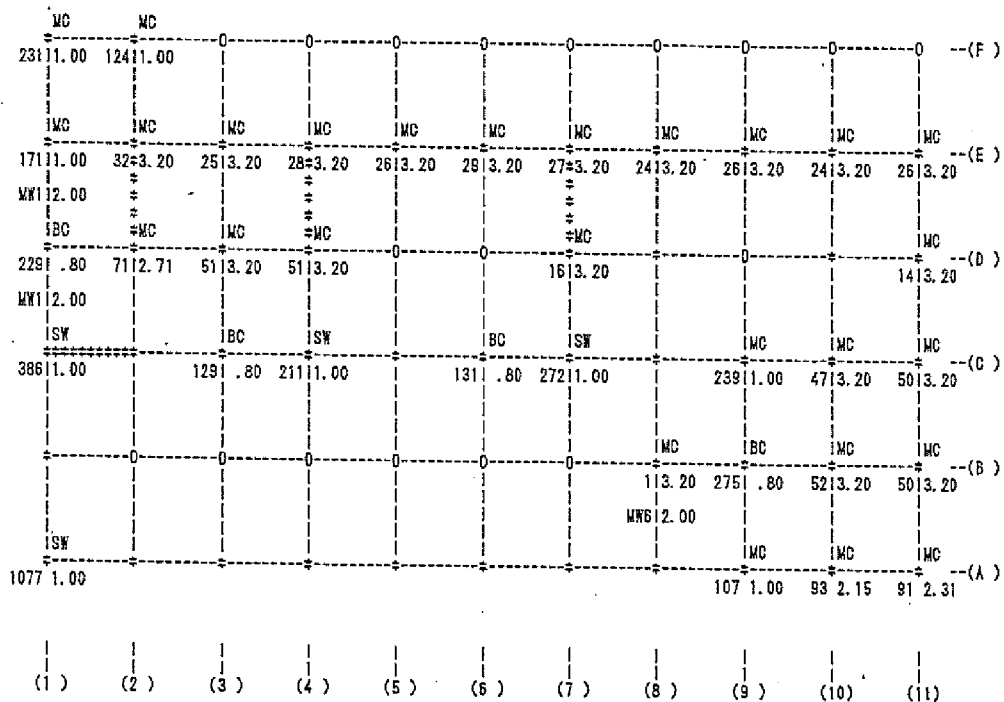 MC MC
231 1.00 124 1.00 --(F )
MC MC MC MC MC MC MC MC MC MC MC
171 1.00 32 3.20 25 3.20 28 3.20 26 3.20 26 3.20 27 3.20 24 3.20 26 3.20 24 3.20 26 3.20 --(E )
MW1 2.00
BC MC MC MC MC MC
229 .80 71 2.71 51 3.20 51 3.20 16 3.20 14 3.20 --(D )
MW1 2.00
SW BC SW BC SW MC MC MC
386 1.00 129 .80 211 1.00 131 .80 272 1.00 239 1.00 47 3.20 50 3.20 --(C )
MC BC MC MC
1 3.20 275 .80 52 3.20 50 3.20 --(B )
MW6 2.00
SW MC MC MC
1077 1.00 107 1.00 93 2.15 91 2.31 --(A )
(1 ) (2 ) (3 ) (4 ) (5 ) (6 ) (7 ) (8 ) (9 ) (10) (11)